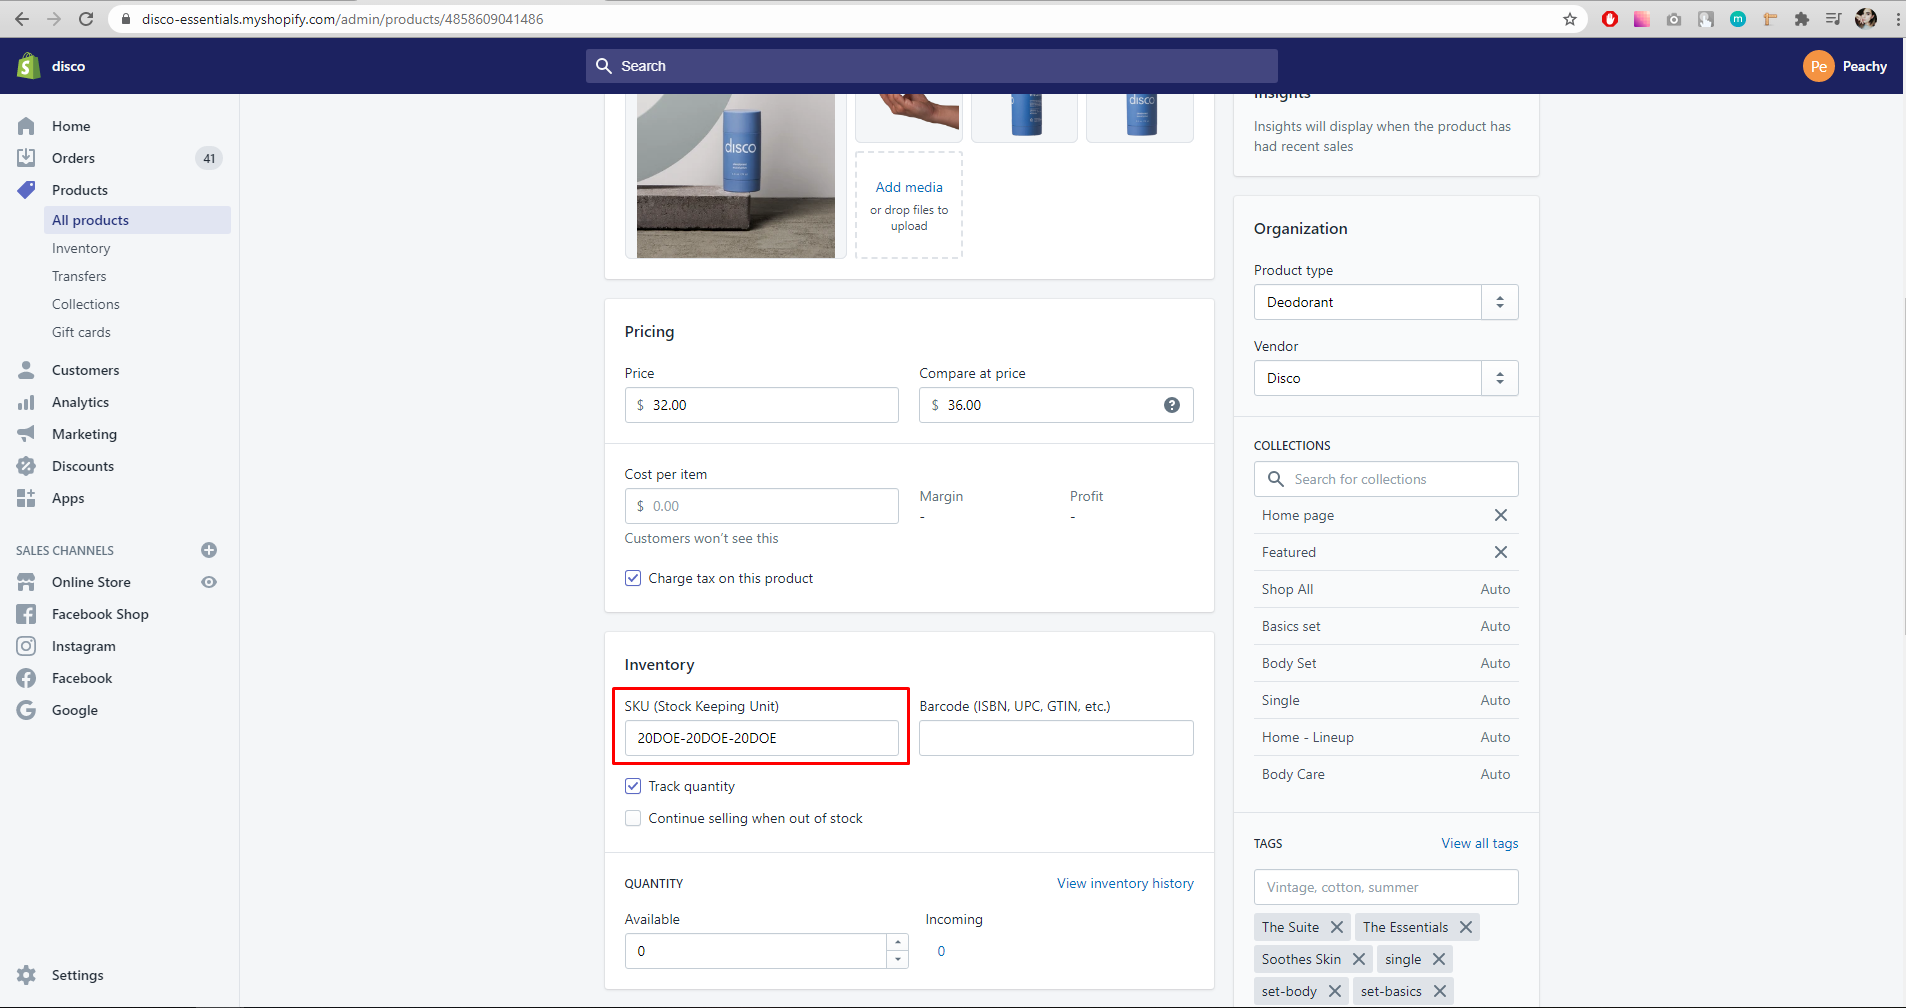 disco-essentials.myshopify.com/admin/products/4858609041486
disco
Search
Pe
Peachy
Home
Orders
41
Products
All products
Inventory
Transfers
Collections
Gift cards
Customers
Analytics
Marketing
Discounts
Apps
SALES CHANNELS
Online Store
Facebook Shop
Instagram
Facebook
Google
Settings
disco
disco
Add media
or drop files to
upload
Pricing
Price
Compare at price
$ 32.00
$ 36.00
Cost per item
$ 0.00
Margin
-
Profit
-
Customers won't see this
Charge tax on this product
Inventory
SKU (Stock Keeping Unit)
Barcode (ISBN, UPC, GTIN, etc.)
20DOE-20DOE-20DOE
Track quantity
Continue selling when out of stock
QUANTITY
View inventory history
Available
Incoming
0
0
Insights
Insights will display when the product has
had recent sales
Organization
Product type
Deodorant
Vendor
Disco
COLLECTIONS
Search for collections
Home page
Featured
Shop All Auto
Basics set Auto
Body Set Auto
Single Auto
Home - Lineup Auto
Body Care Auto
TAGS
View all tags
Vintage, cotton, summer
The Suite
The Essentials
Soothes Skin
single
set-body
set-basics